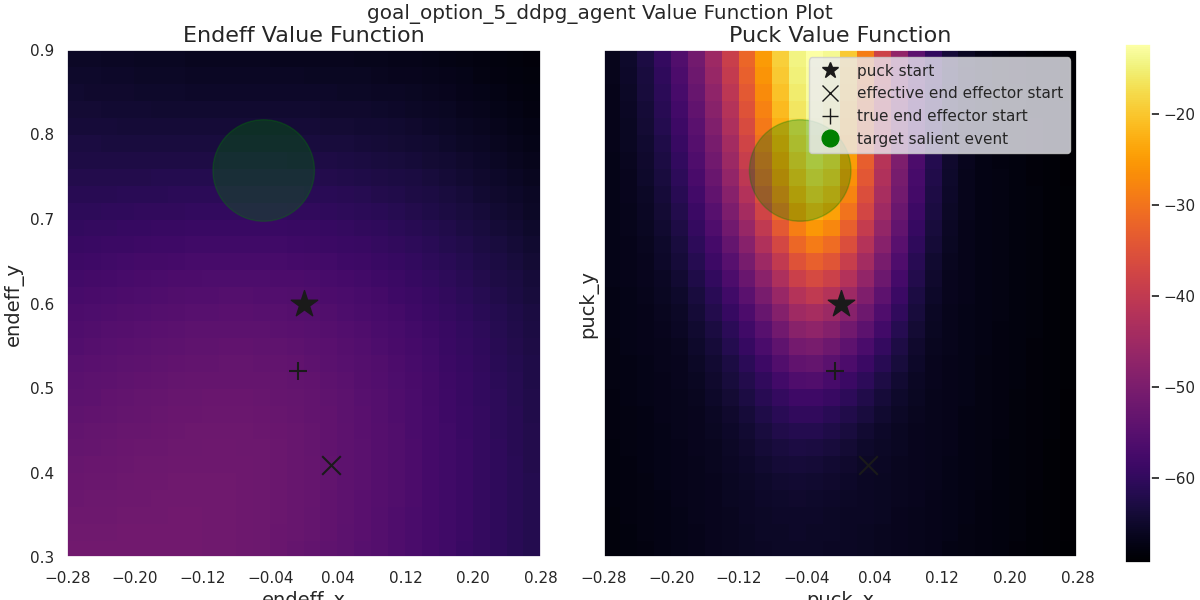 goal_option_5_ddpg_agent Value Function Plot
Endeff Value Function
endeff_y
0.9
0.8
0.7
0.6
0.5
0.4
0.3
−0.28 −0.20 −0.12 −0.04 0.04 0.12 0.20 0.28
endeff_x
Puck Value Function
puck start
effective end effector start
true end effector start
target salient event
puck_y
−0.28 −0.20 −0.12 −0.04 0.04 0.12 0.20 0.28
puck_x
−20
−30
−40
−50
−60